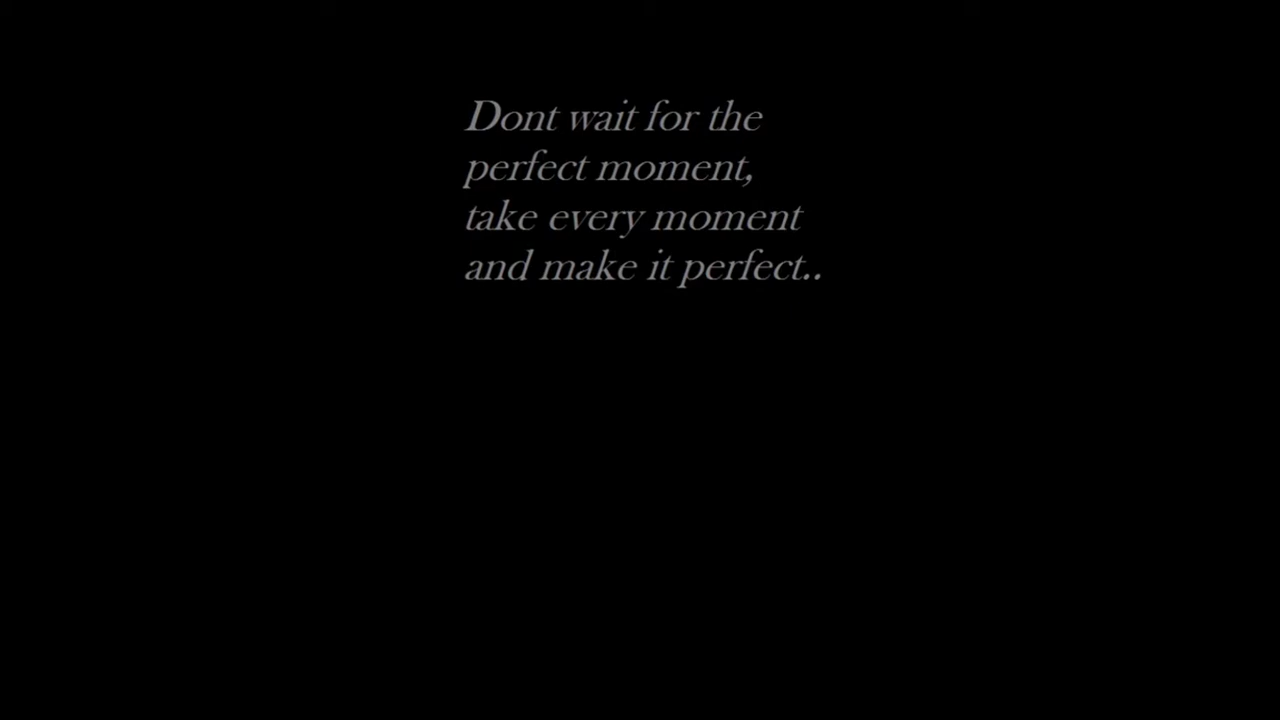 Dont wait for the
perfect moment,
take every moment
and make it perfect..